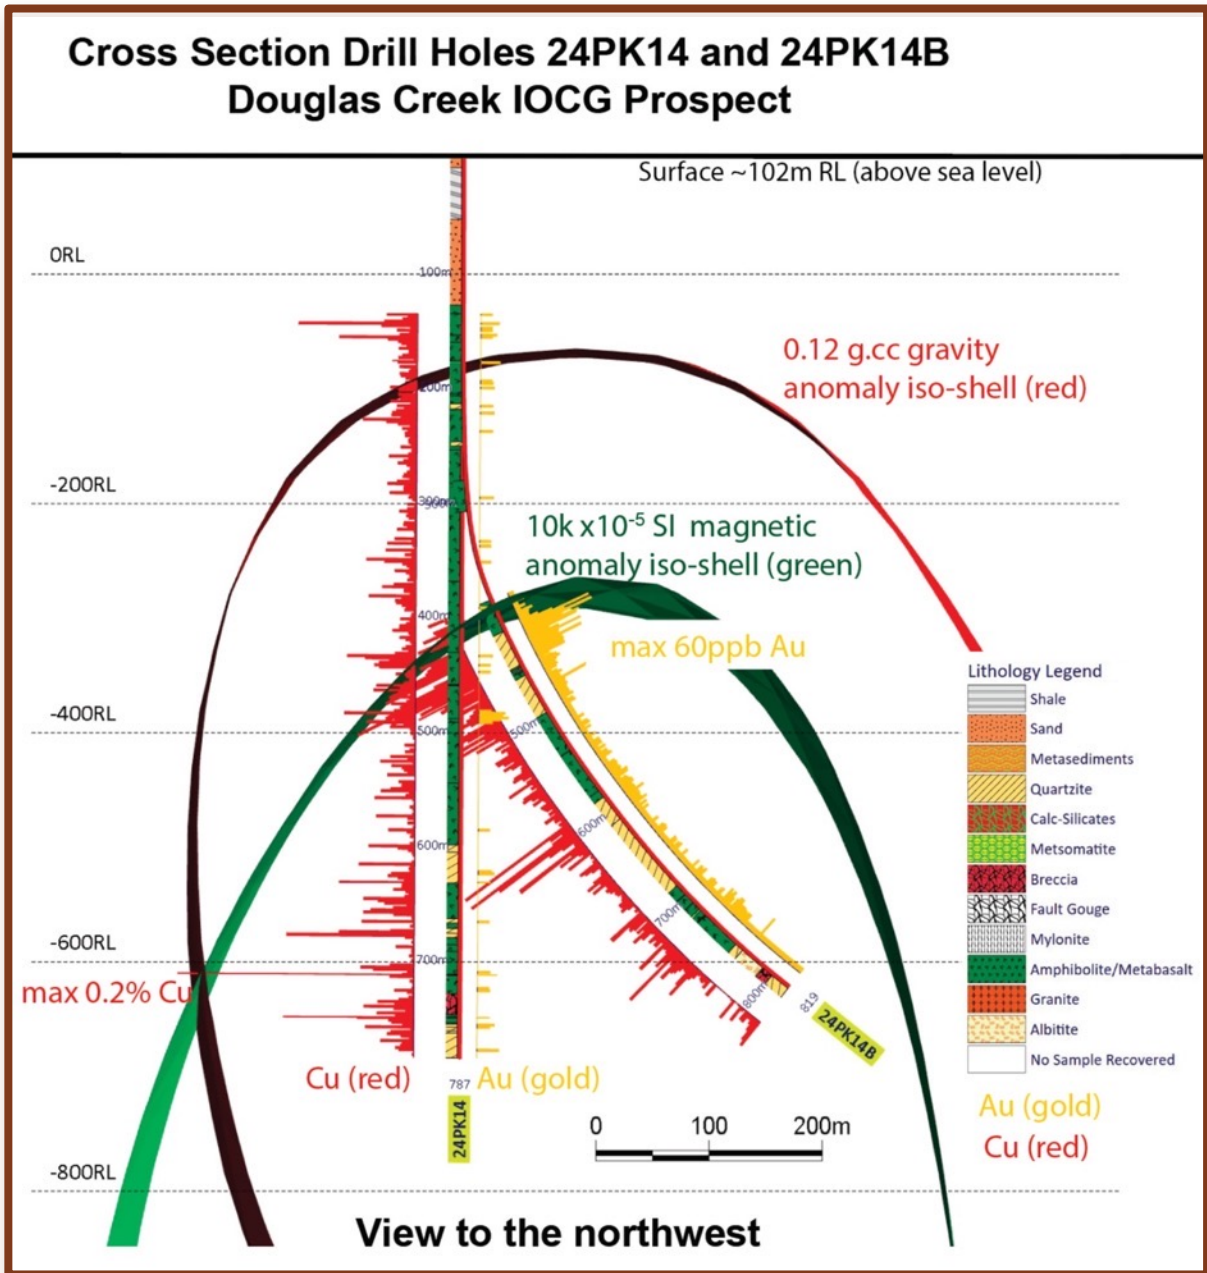 Cross Section Drill Holes 24PK14 and 24PK14B
Douglas Creek IOCG Prospect
Surface ~102m RL (above sea level)
0RL
100m
0.12 g.cc gravity
anomaly iso-shell (red)
200m
-200RL
300m
10k x10-5 SI magnetic
anomaly iso-shell (green)
400m
max 60ppb Au
-400RL
500m
500m
600m
600m
700m
-600RL
700m
max 0.2% Cu
800m
819
24PK14B
Cu (red)
787
Au (gold)
24PK14
0 100 200m
-800RL
View to the northwest
Lithology Legend
Shale
Sand
Metasediments
Quartzite
Calc-Silicates
Metsomatite
Breccia
Fault Gouge
Mylonite
Amphibolite/Metabasalt
Granite
Albitite
No Sample Recovered
Au (gold)
Cu (red)